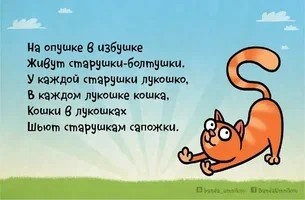 На опушке в избушке
Живут старушки-болтушки.
У каждой старушки лукошко,
В каждом лукошке кошка,
Кошки в лукошках
Шьют старушкам сапожки.